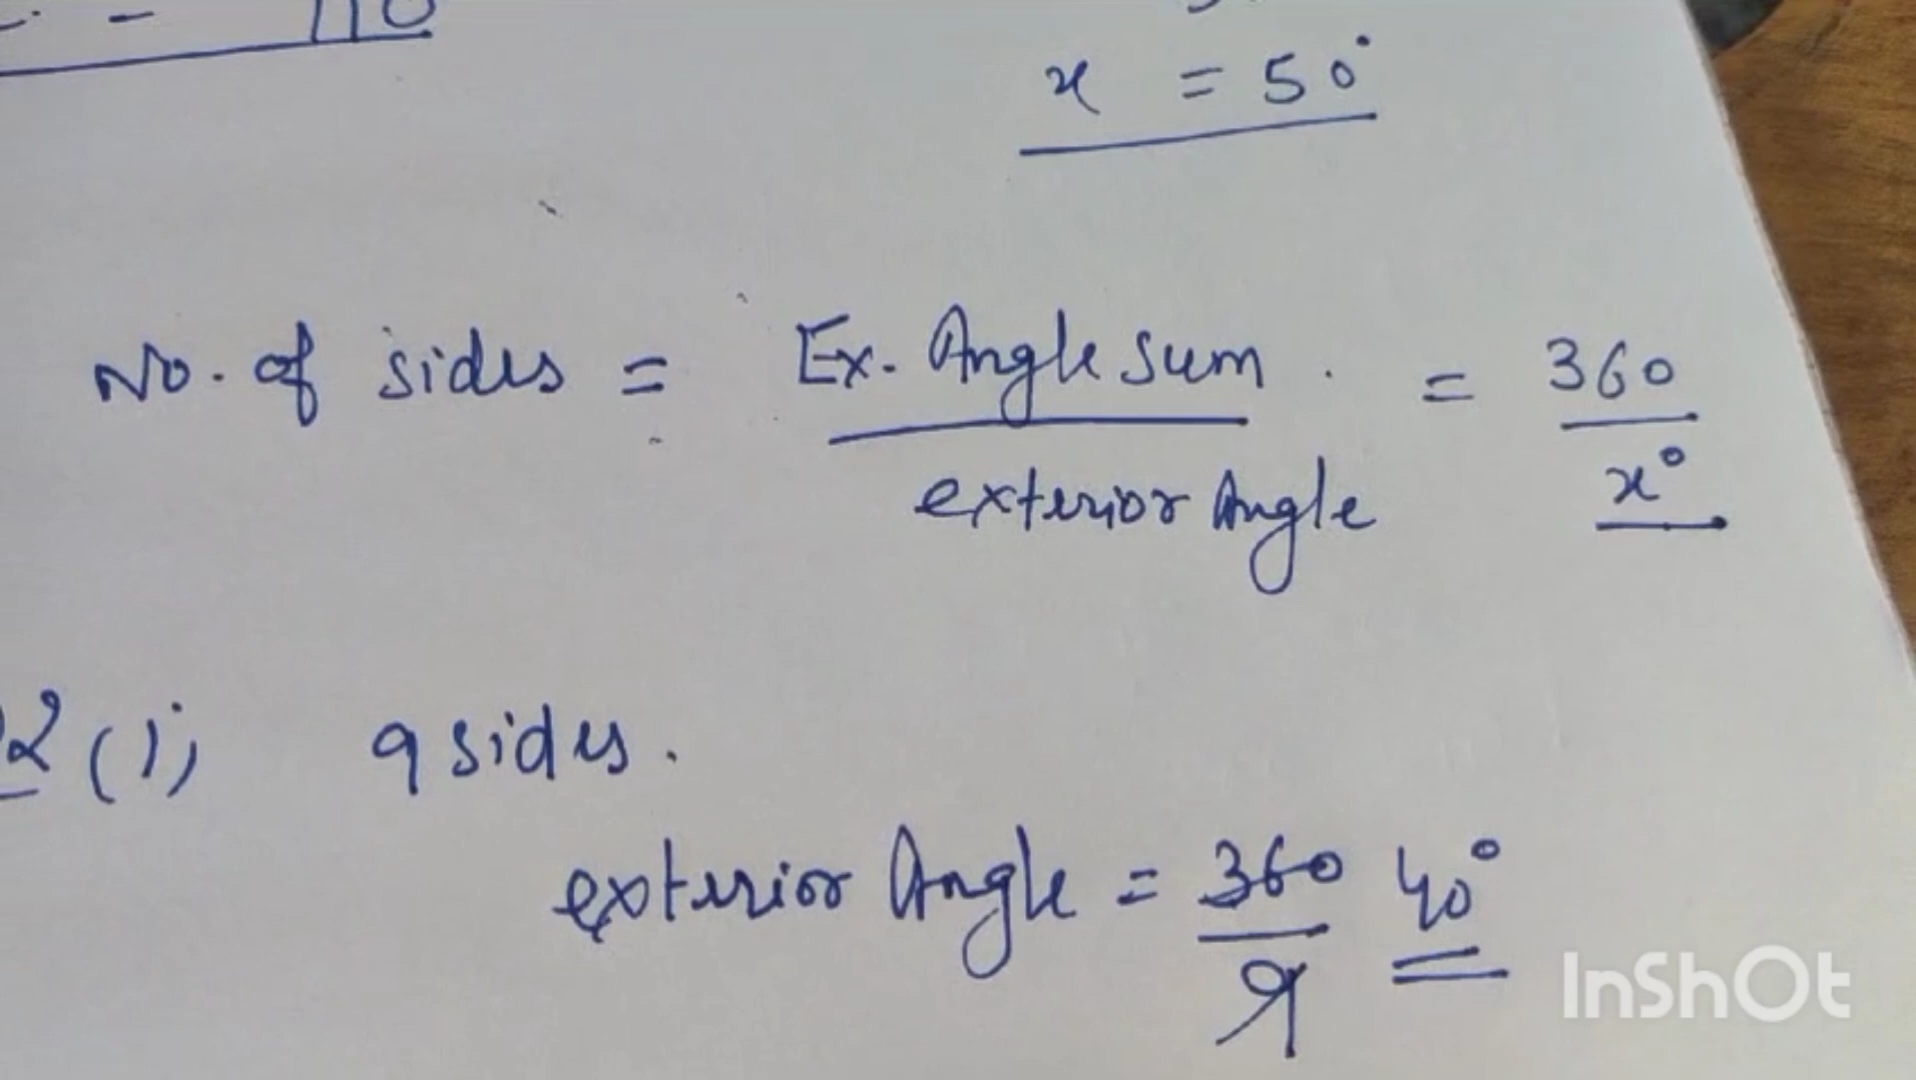 110
x = 50°
No. of sides = Ex. Angle sum / exterior Angle = 360 / x°
2 (i) 9 sides.
exterior Angle = 360 / 9 40°
InShOt